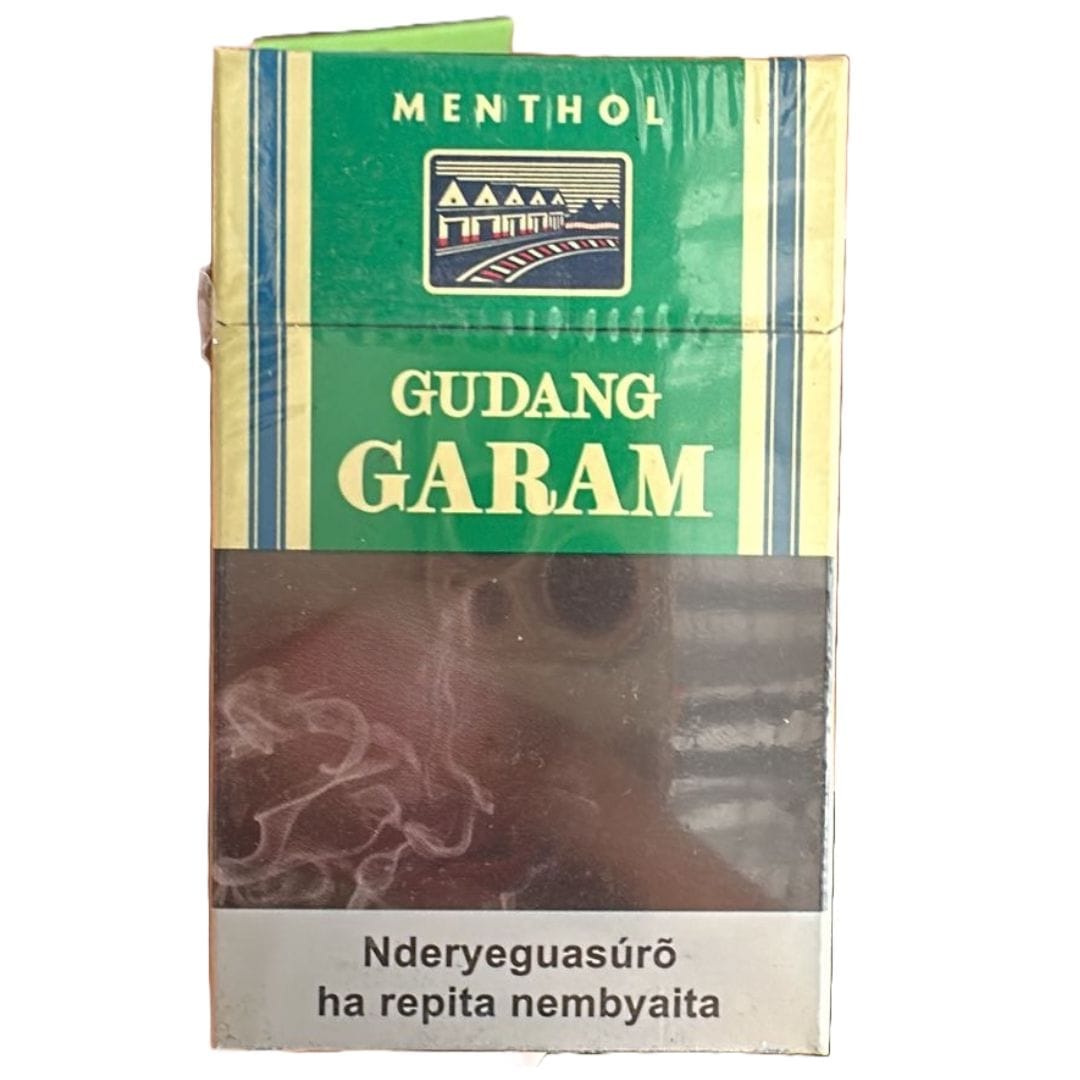 MENTHOL
GUDANG
GARAM
Nderyeguasúrõ
ha repita nembyaita